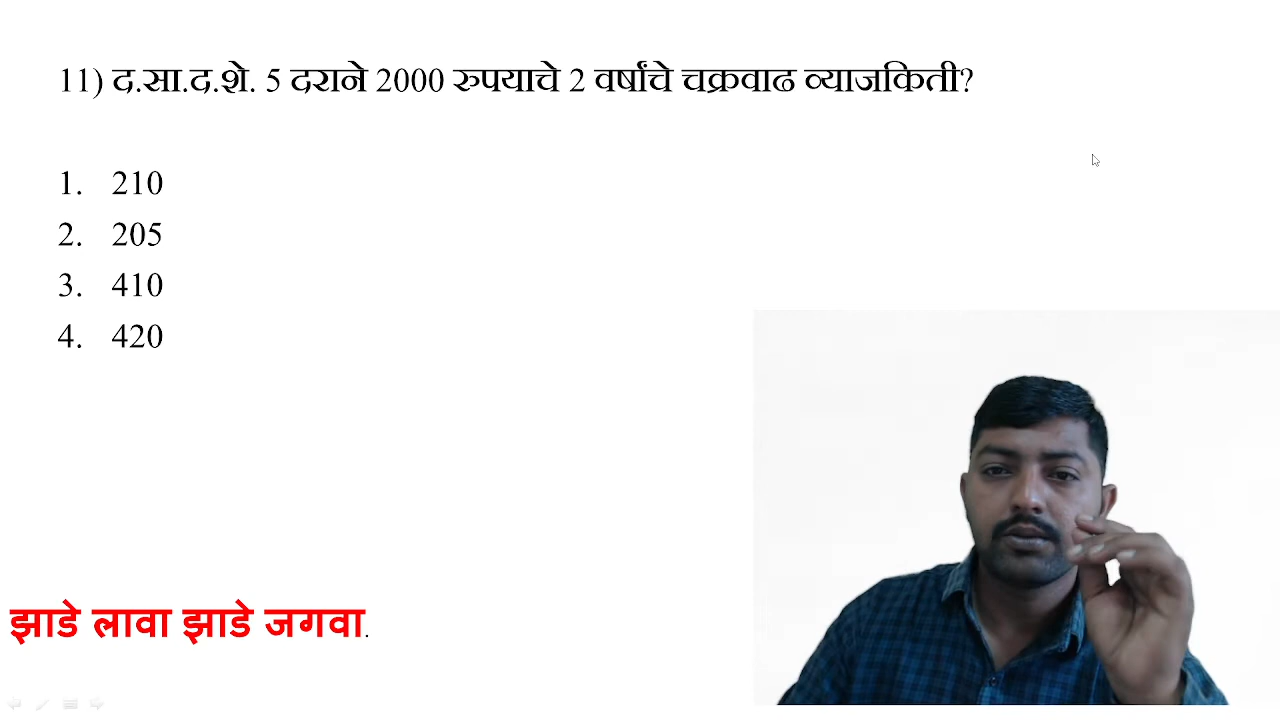 11) द.सा.द.शे. 5 दराने 2000 रुपयाचे 2 वर्षांचे चक्रवाढ व्याजकिती?
1. 210
2. 205
3. 410
4. 420
झाडे लावा झाडे जगवा.